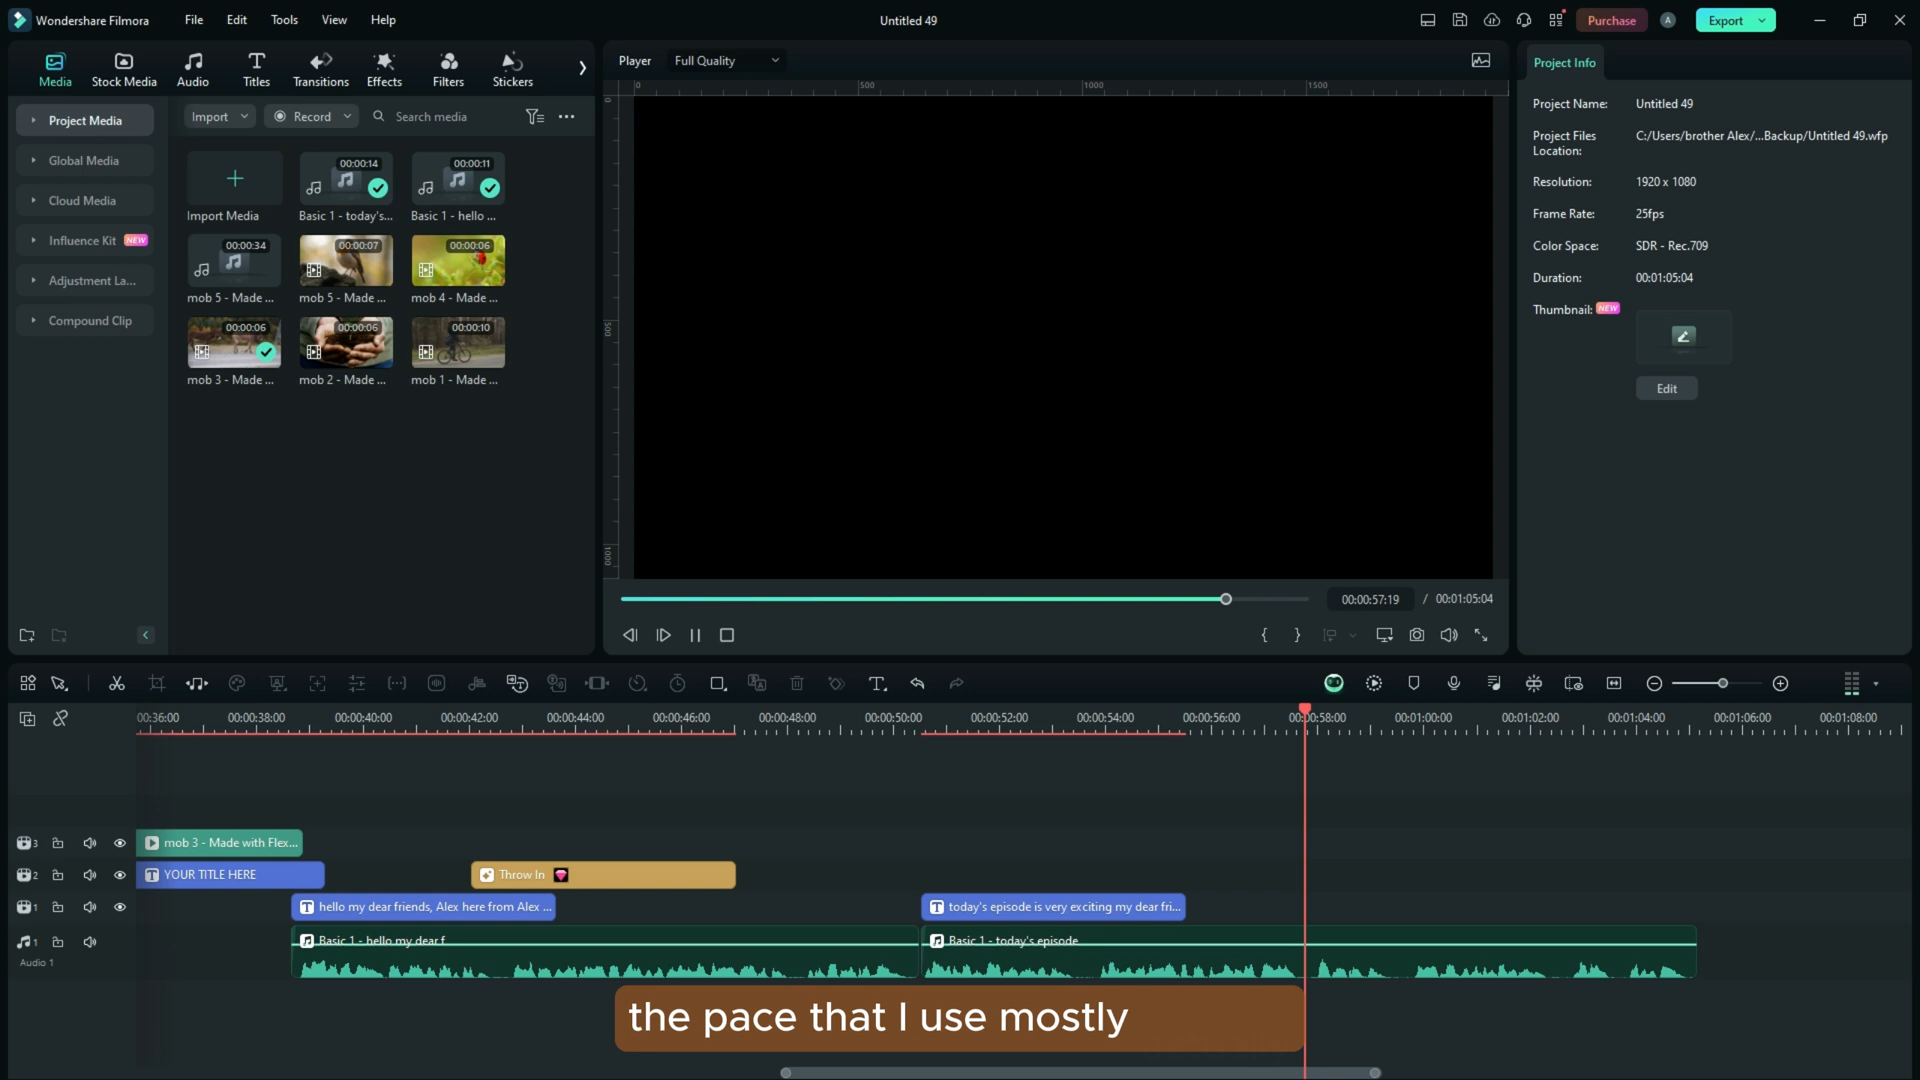 Wondershare Filmora
File
Edit
Tools
View
Help
Untitled 49
Purchase
A
Export
Media
Stock Media
Audio
Titles
Transitions
Effects
Filters
Stickers
Player
Full Quality
Project Info
Project Media
Global Media
Cloud Media
Influence Kit NEW
Adjustment La...
Compound Clip
Import
Record
Search media
Import Media
00:00:14
Basic 1 - today's...
00:00:11
Basic 1 - hello ...
00:00:34
mob 5 - Made ...
00:00:07
mob 5 - Made ...
00:00:06
mob 4 - Made ...
00:00:06
mob 3 - Made ...
00:00:06
mob 2 - Made ...
00:00:10
mob 1 - Made ...
0
500
1000
1500
0
500
1000
00:00:57:19 / 00:01:05:04
Project Name: Untitled 49
Project Files Location: C:/Users/brother Alex/...Backup/Untitled 49.wfp
Resolution: 1920 x 1080
Frame Rate: 25fps
Color Space: SDR - Rec.709
Duration: 00:01:05:04
Thumbnail: NEW
Edit
00:36:00
00:00:38:00
00:00:40:00
00:00:42:00
00:00:44:00
00:00:46:00
00:00:48:00
00:00:50:00
00:00:52:00
00:00:54:00
00:00:56:00
00:00:58:00
00:01:00:00
00:01:02:00
00:01:04:00
00:01:06:00
00:01:08:00
3
mob 3 - Made with Flex...
2
YOUR TITLE HERE
Throw In
1
hello my dear friends, Alex here from Alex ...
today's episode is very exciting my dear fri...
1
Audio 1
Basic 1 - hello my dear f
Basic 1 - today's episode
the pace that I use mostly